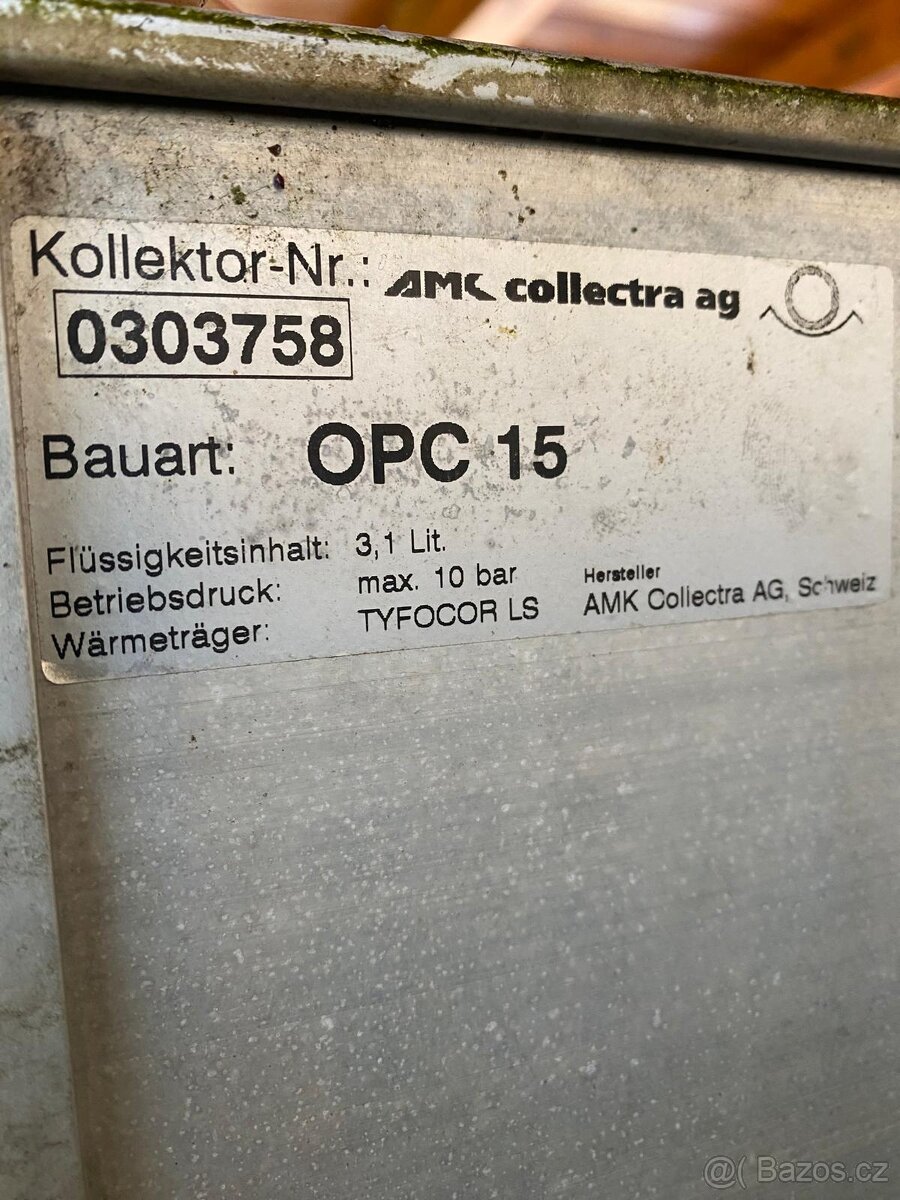 Kollektor-Nr.: AMK collectra ag
0303758
Bauart: OPC 15
Flüssigkeitsinhalt: 3,1 Lit.
Betriebsdruck: max. 10 bar
Wärmeträger: TYFOCOR LS
Hersteller
AMK Collectra AG, Schweiz
@( Bazos.cz